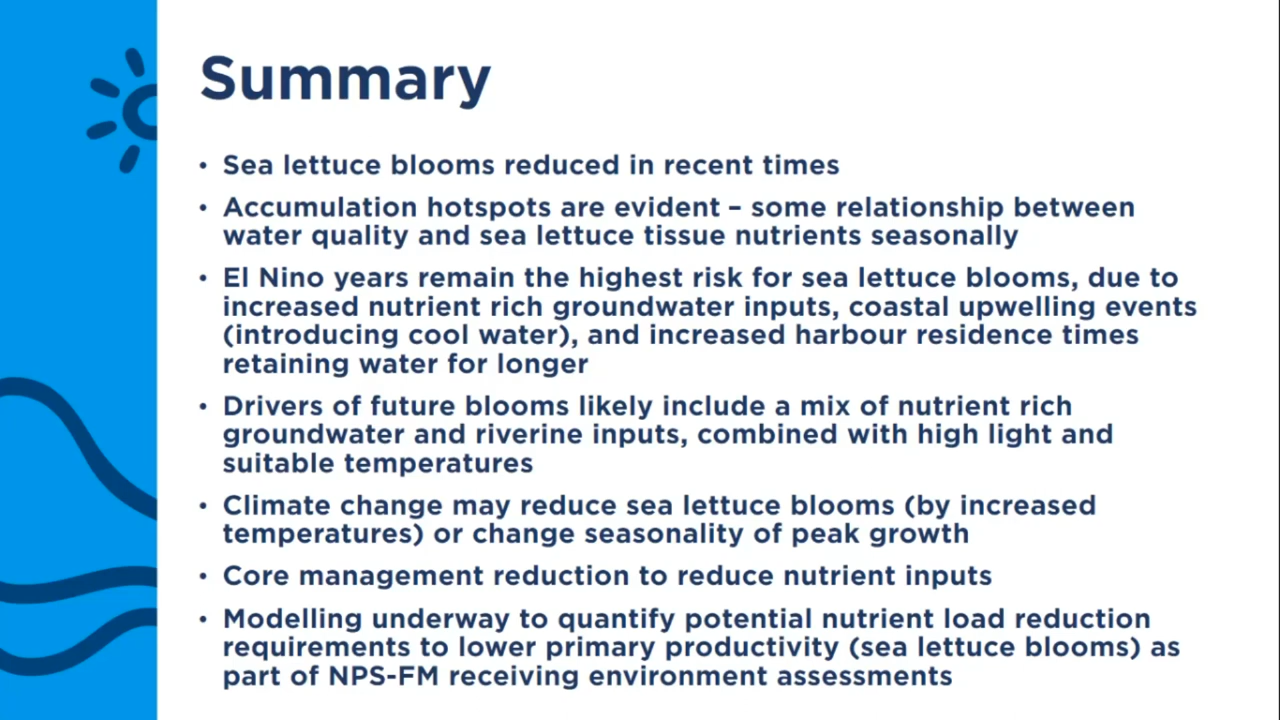 Summary
• Sea lettuce blooms reduced in recent times
• Accumulation hotspots are evident – some relationship between
water quality and sea lettuce tissue nutrients seasonally
• El Nino years remain the highest risk for sea lettuce blooms, due to
increased nutrient rich groundwater inputs, coastal upwelling events
(introducing cool water), and increased harbour residence times
retaining water for longer
• Drivers of future blooms likely include a mix of nutrient rich
groundwater and riverine inputs, combined with high light and
suitable temperatures
• Climate change may reduce sea lettuce blooms (by increased
temperatures) or change seasonality of peak growth
• Core management reduction to reduce nutrient inputs
• Modelling underway to quantify potential nutrient load reduction
requirements to lower primary productivity (sea lettuce blooms) as
part of NPS-FM receiving environment assessments